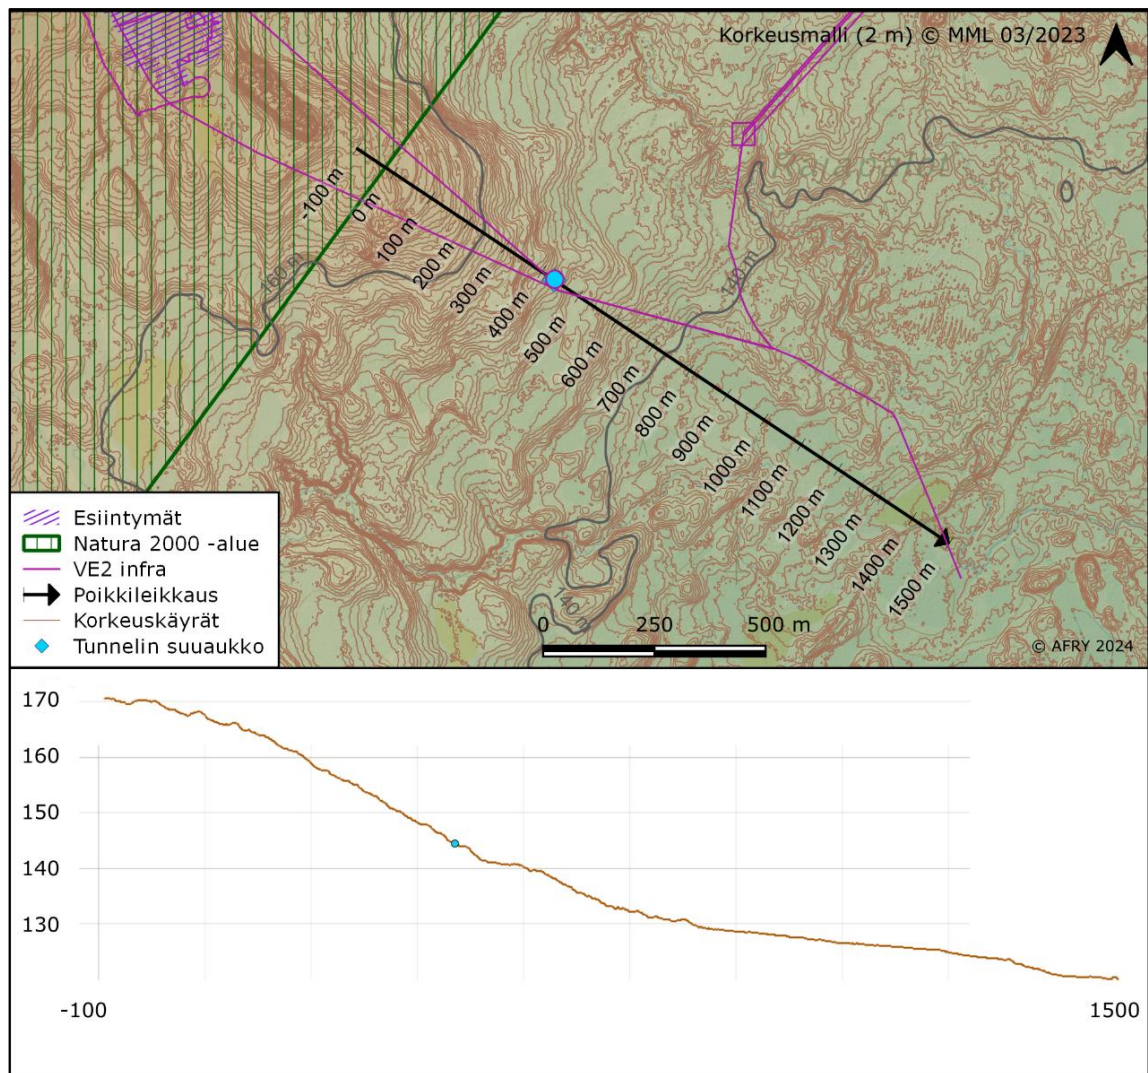 Korkeusmalli (2 m) © MML 03/2023
-100 m
0 m
100 m
200 m
300 m
400 m
500 m
600 m
700 m
800 m
900 m
1000 m
1100 m
1200 m
1300 m
1400 m
1500 m
160 m
140 m
Esiintymät
Natura 2000 -alue
VE2 infra
Poikkileikkaus
Korkeuskäyrät
Tunnelin suuaukko
0 250 500 m
© AFRY 2024
170
160
150
140
130
-100 1500